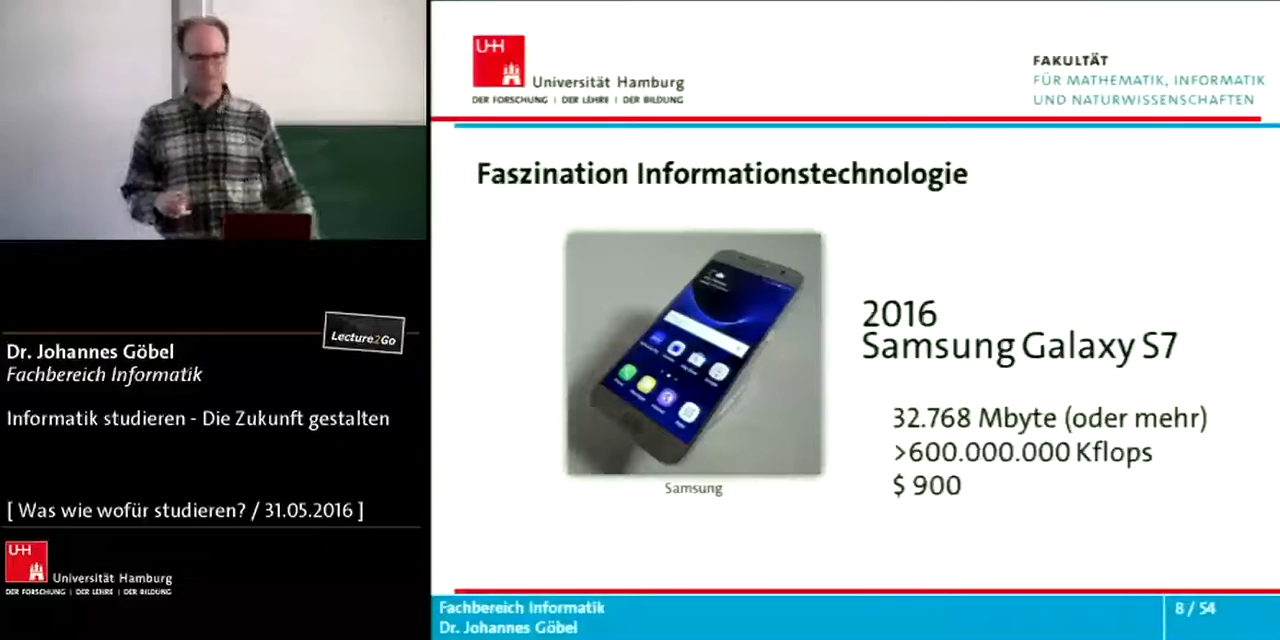 Lecture2Go
Dr. Johannes Göbel
Fachbereich Informatik
Informatik studieren - Die Zukunft gestalten
[ Was wie wofür studieren? / 31.05.2016 ]
UH
Universität Hamburg
DER FORSCHUNG | DER LEHRE | DER BILDUNG
UH
Universität Hamburg
DER FORSCHUNG | DER LEHRE | DER BILDUNG
FAKULTÄT
FÜR MATHEMATIK, INFORMATIK
UND NATURWISSENSCHAFTEN
Faszination Informationstechnologie
2016
Samsung Galaxy S7
32.768 Mbyte (oder mehr)
>600.000.000 Kflops
$ 900
Samsung
Fachbereich Informatik
Dr. Johannes Göbel
8 / 54